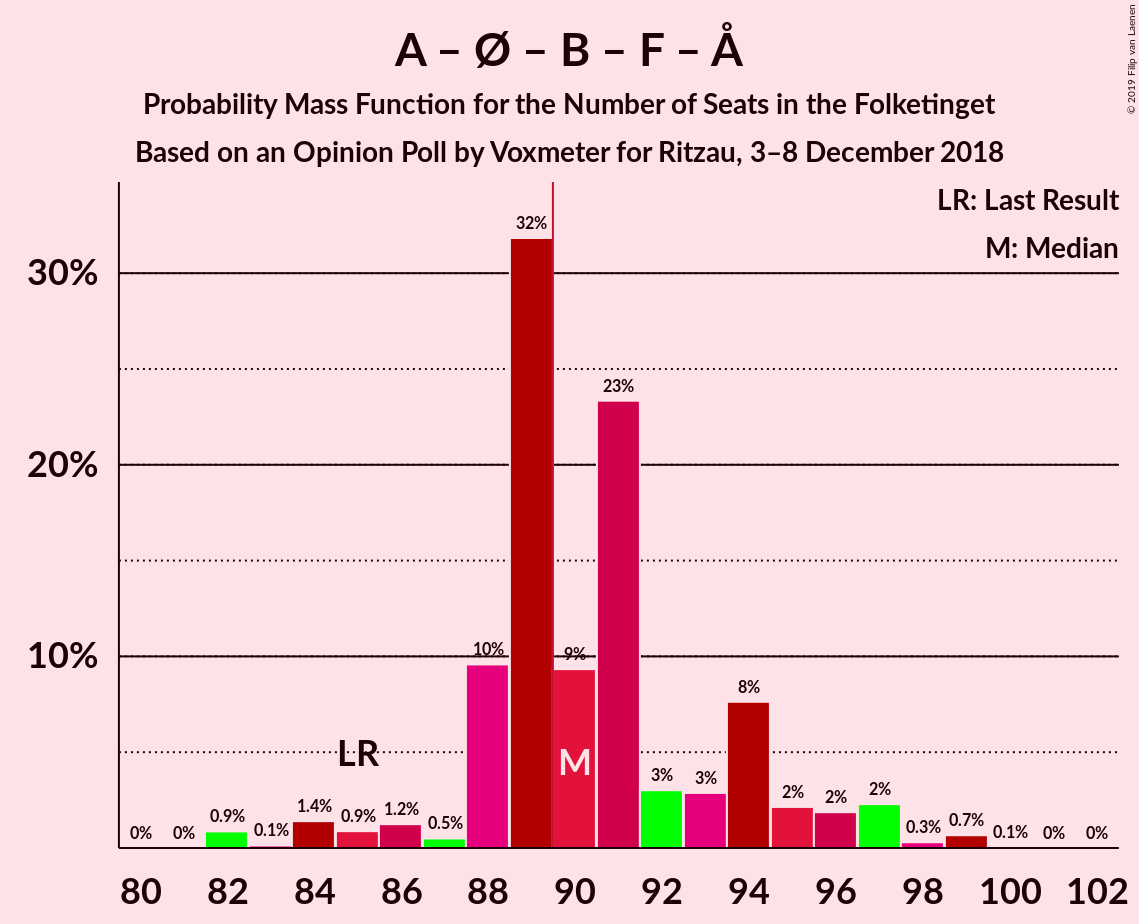 A – Ø – B – F – Å
Probability Mass Function for the Number of Seats in the Folketinget
Based on an Opinion Poll by Voxmeter for Ritzau, 3–8 December 2018
© 2019 Filip van Laenen
LR: Last Result
M: Median
30%
20%
10%
0%
0%
0.9%
0.1%
1.4%
0.9%
1.2%
0.5%
10%
32%
9%
23%
3%
3%
8%
2%
2%
2%
0.3%
0.7%
0.1%
0%
0%
LR
M
80 82 84 86 88 90 92 94 96 98 100 102